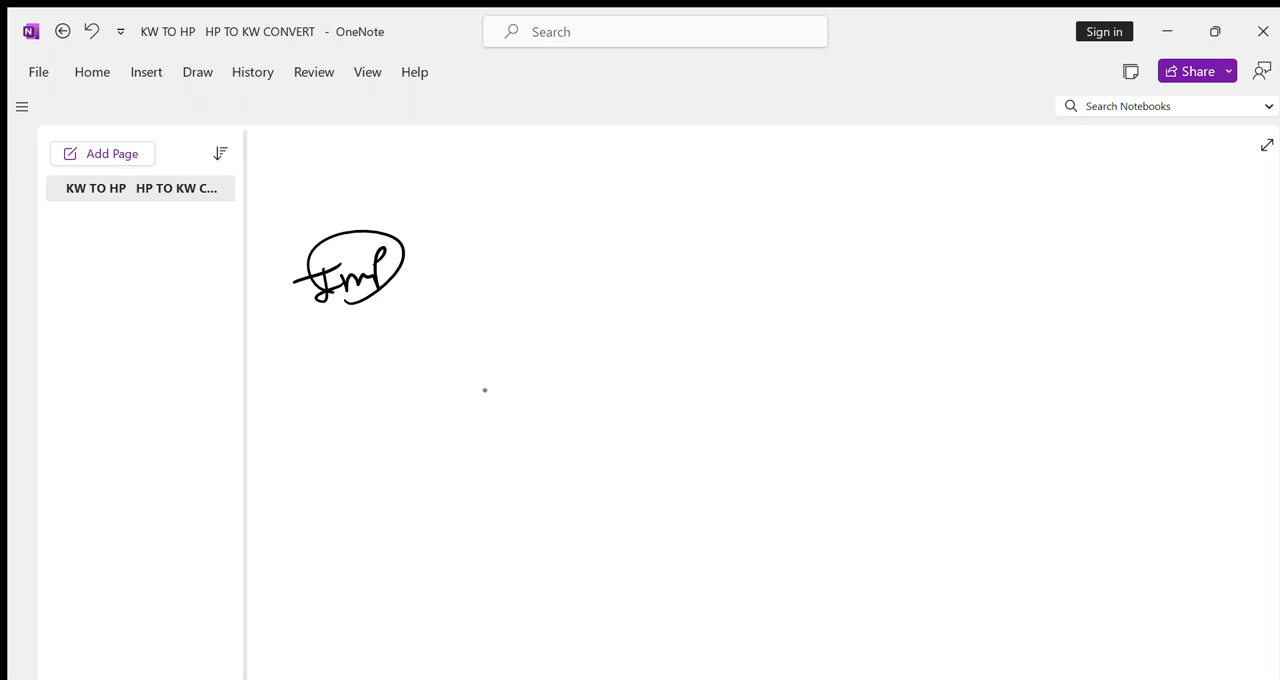 KW TO HP   HP TO KW CONVERT   -   OneNote
Search
Sign in
File Home Insert Draw History Review View Help
Share
Search Notebooks
Add Page
KW TO HP   HP TO KW C...
Imp